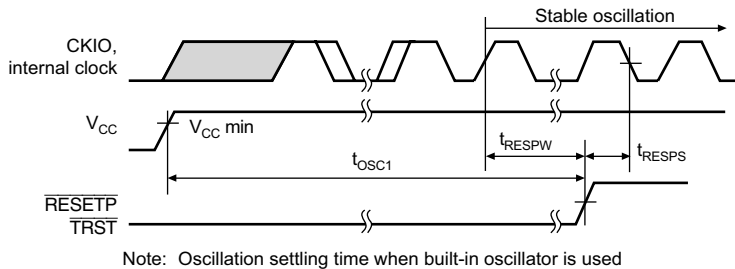 Stable oscillation
CKIO,
internal clock
VCC
VCC min
tRESPW
tRESPS
tOSC1
RESETP
TRST
Note: Oscillation settling time when built-in oscillator is used